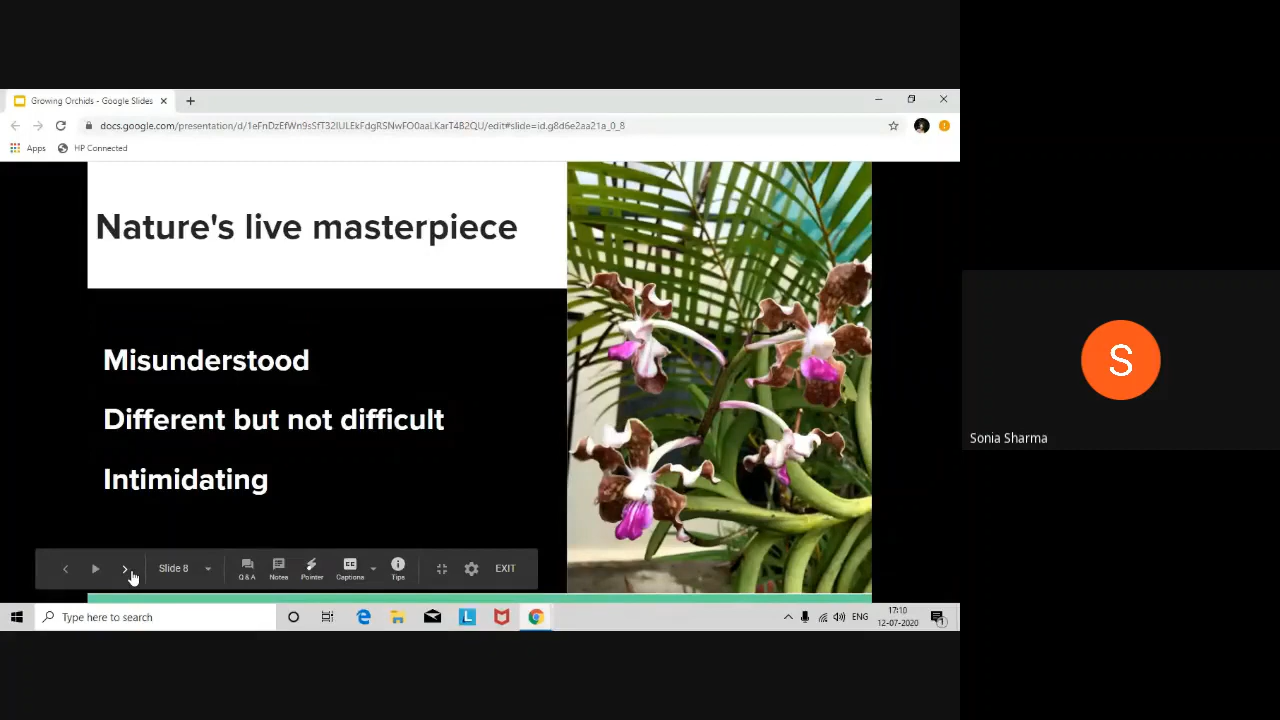 Growing Orchids - Google Slides
docs.google.com/presentation/d/1eFnDzEfWn9sSfT32IULEkFdgRSNwFO0aaLKarT4B2QU/edit#slide=id.g8d6e2aa21a_0_8
Apps HP Connected
Nature's live masterpiece
Misunderstood
Different but not difficult
Intimidating
Slide 8 Q & A Notes Pointer Captions Tips EXIT
S
Sonia Sharma
Type here to search
ENG
17:10
12-07-2020